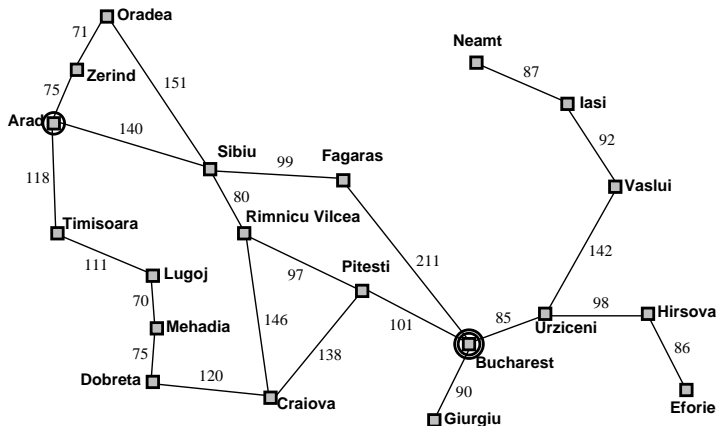 Oradea
71
Neamt
Zerind
87
75
151
Iasi
Arad
140
92
Sibiu
Fagaras
99
118
Vaslui
80
Timisoara
Rimnicu Vilcea
142
111
211
Lugoj
97
Pitesti
70
98
Hirsova
146
85
Mehadia
101
Urziceni
75
138
86
Bucharest
120
Dobreta
90
Craiova
Eforie
Giurgiu